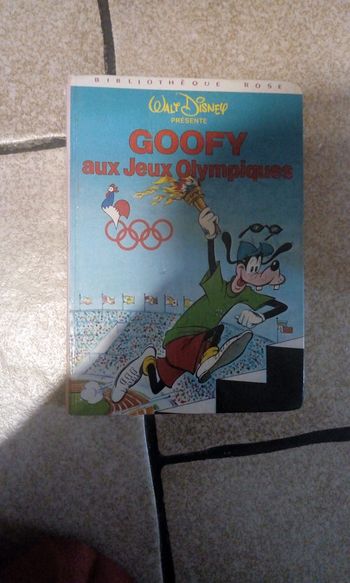 BIBLIOTHÈQUE ROSE
WALT DISNEY
PRÉSENTE
GOOFY
aux Jeux Olympiques